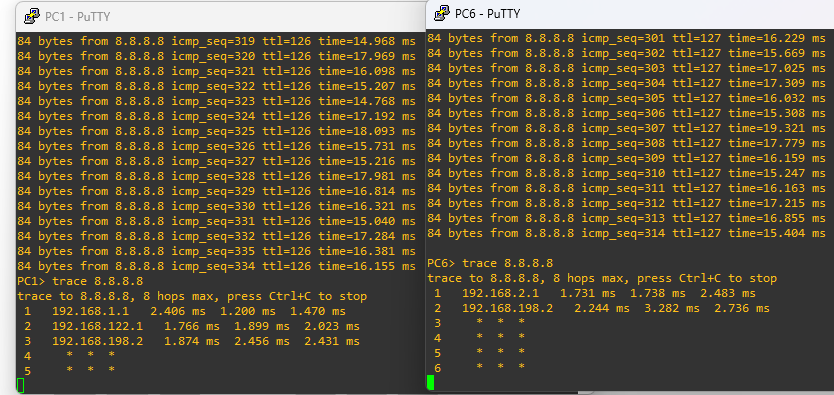 PC1 - PuTTY
84 bytes from 8.8.8.8 icmp_seq=319 ttl=126 time=14.968 ms
84 bytes from 8.8.8.8 icmp_seq=320 ttl=126 time=17.969 ms
84 bytes from 8.8.8.8 icmp_seq=321 ttl=126 time=16.098 ms
84 bytes from 8.8.8.8 icmp_seq=322 ttl=126 time=15.207 ms
84 bytes from 8.8.8.8 icmp_seq=323 ttl=126 time=14.768 ms
84 bytes from 8.8.8.8 icmp_seq=324 ttl=126 time=17.192 ms
84 bytes from 8.8.8.8 icmp_seq=325 ttl=126 time=18.093 ms
84 bytes from 8.8.8.8 icmp_seq=326 ttl=126 time=15.731 ms
84 bytes from 8.8.8.8 icmp_seq=327 ttl=126 time=15.216 ms
84 bytes from 8.8.8.8 icmp_seq=328 ttl=126 time=17.981 ms
84 bytes from 8.8.8.8 icmp_seq=329 ttl=126 time=16.814 ms
84 bytes from 8.8.8.8 icmp_seq=330 ttl=126 time=16.321 ms
84 bytes from 8.8.8.8 icmp_seq=331 ttl=126 time=15.040 ms
84 bytes from 8.8.8.8 icmp_seq=332 ttl=126 time=17.284 ms
84 bytes from 8.8.8.8 icmp_seq=335 ttl=126 time=16.381 ms
84 bytes from 8.8.8.8 icmp_seq=334 ttl=126 time=16.155 ms
PC1> trace 8.8.8.8
trace to 8.8.8.8, 8 hops max, press Ctrl+C to stop
1 192.168.1.1 2.406 ms 1.200 ms 1.470 ms
2 192.168.122.1 1.766 ms 1.899 ms 2.023 ms
3 192.168.198.2 1.874 ms 2.456 ms 2.431 ms
4 * * *
5 * * *
PC6 - PuTTY
84 bytes from 8.8.8.8 icmp_seq=301 ttl=127 time=16.229 ms
84 bytes from 8.8.8.8 icmp_seq=302 ttl=127 time=15.669 ms
84 bytes from 8.8.8.8 icmp_seq=303 ttl=127 time=17.025 ms
84 bytes from 8.8.8.8 icmp_seq=304 ttl=127 time=17.309 ms
84 bytes from 8.8.8.8 icmp_seq=305 ttl=127 time=16.032 ms
84 bytes from 8.8.8.8 icmp_seq=306 ttl=127 time=15.308 ms
84 bytes from 8.8.8.8 icmp_seq=307 ttl=127 time=19.321 ms
84 bytes from 8.8.8.8 icmp_seq=308 ttl=127 time=17.779 ms
84 bytes from 8.8.8.8 icmp_seq=309 ttl=127 time=16.159 ms
84 bytes from 8.8.8.8 icmp_seq=310 ttl=127 time=15.247 ms
84 bytes from 8.8.8.8 icmp_seq=311 ttl=127 time=16.163 ms
84 bytes from 8.8.8.8 icmp_seq=312 ttl=127 time=17.215 ms
84 bytes from 8.8.8.8 icmp_seq=313 ttl=127 time=16.855 ms
84 bytes from 8.8.8.8 icmp_seq=314 ttl=127 time=15.404 ms
PC6> trace 8.8.8.8
trace to 8.8.8.8, 8 hops max, press Ctrl+C to stop
1 192.168.2.1 1.731 ms 1.738 ms 2.483 ms
2 192.168.198.2 2.244 ms 3.282 ms 2.736 ms
3 * * *
4 * * *
5 * * *
6 * * *